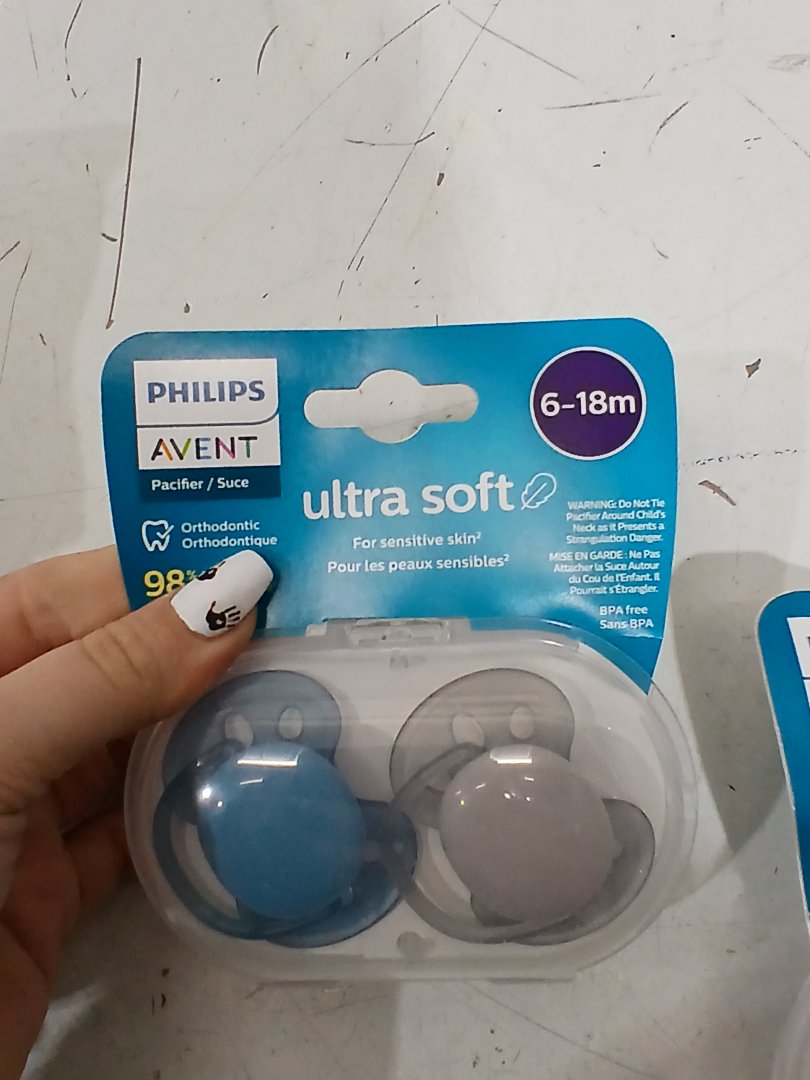 PHILIPS
AVENT
Pacifier / Suce
6-18m
ultra soft
For sensitive skin²
Pour les peaux sensibles²
Orthodontic
Orthodontique
98%
WARNING: Do Not Tie
Pacifier Around Child's
Neck as it Presents a
Strangulation Danger.
MISE EN GARDE : Ne Pas
Attacher la Suce Autour
du Cou de l'Enfant. Il
Pourrait s'Étrangler.
BPA free
Sans BPA